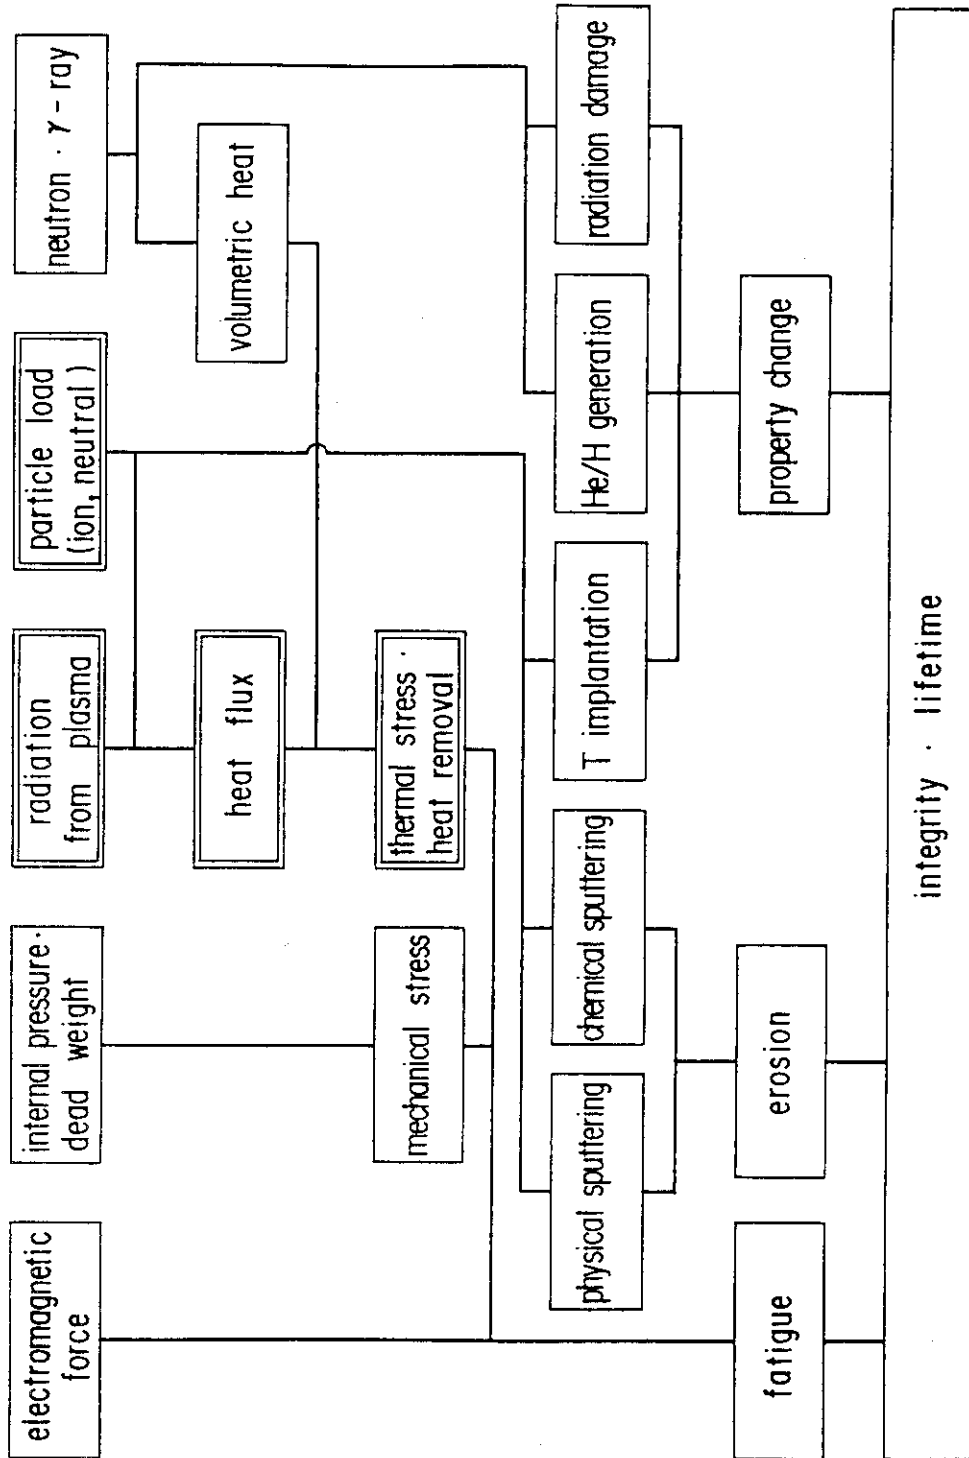 electromagnetic
force
internal pressure·
dead weight
radiation
from plasma
particle load
(ion, neutral)
neutron · γ - ray
heat flux
volumetric heat
mechanical stress
thermal stress ·
heat removal
physical sputtering
chemical sputtering
T implantation
He/H generation
radiation damage
fatigue
erosion
property change
integrity · lifetime